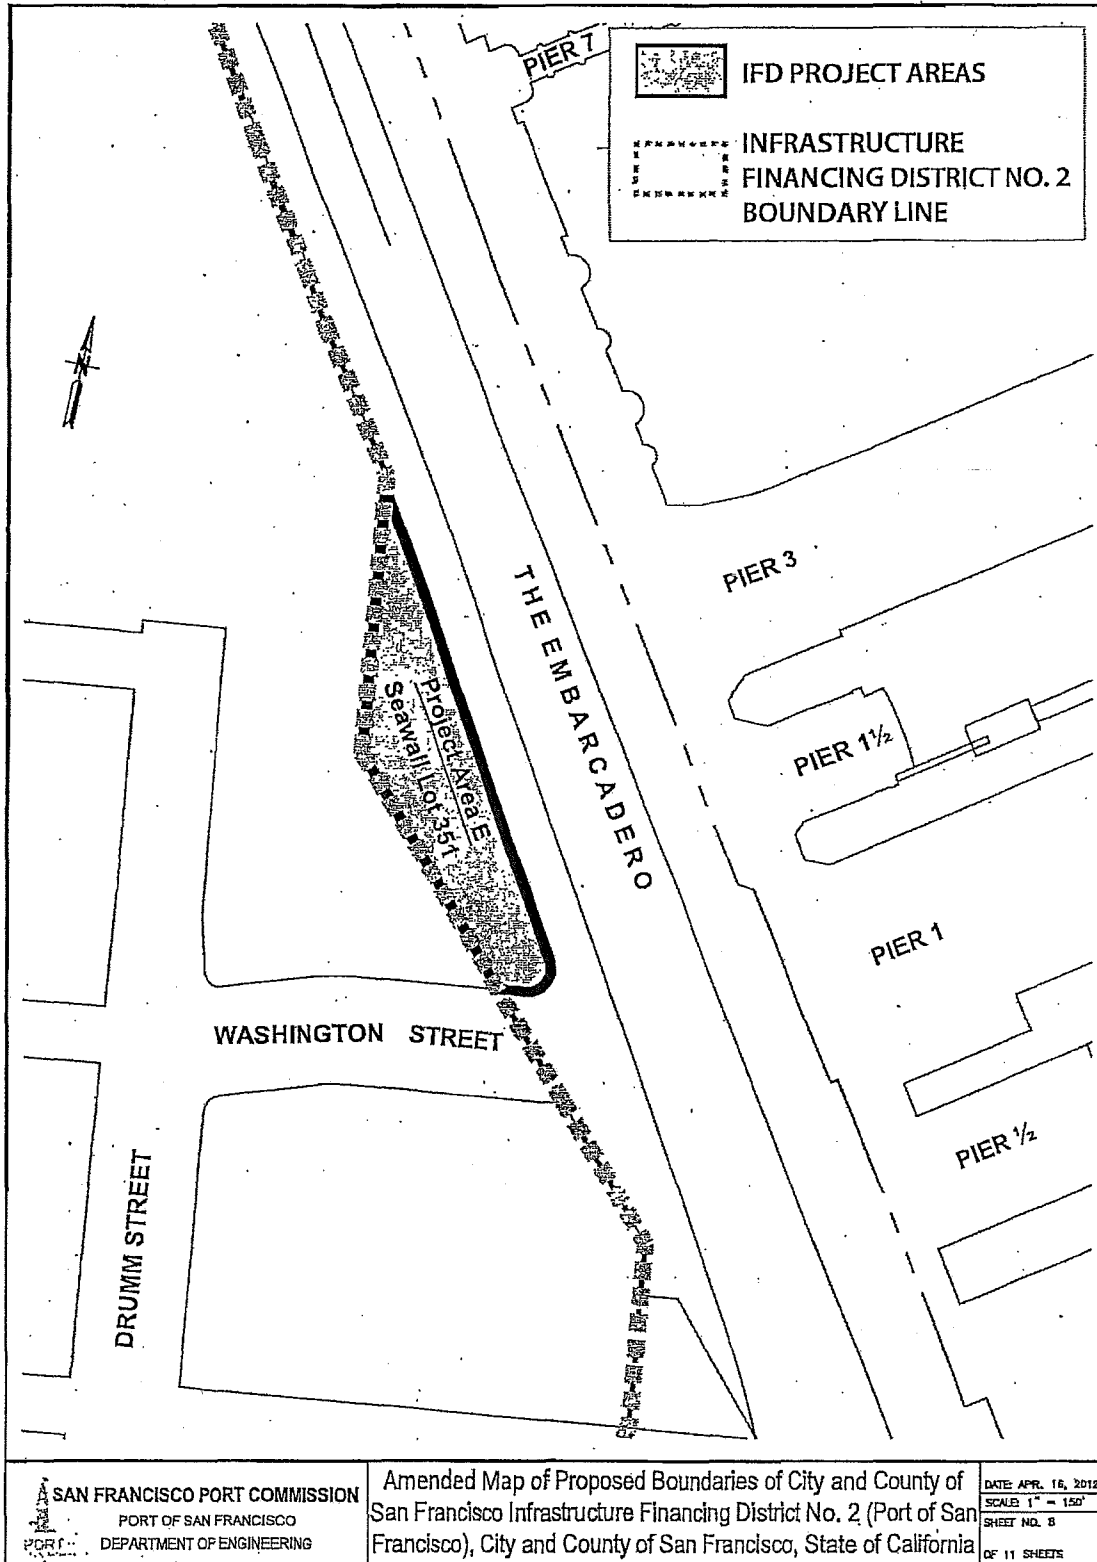 PIER 7
IFD PROJECT AREAS
INFRASTRUCTURE
FINANCING DISTRICT NO. 2
BOUNDARY LINE
THE EMBARCADERO
PIER 3
Project Area E
Seawall Lot 351
PIER 1½
PIER 1
WASHINGTON STREET
PIER ½
DRUMM STREET
SAN FRANCISCO PORT COMMISSION
PORT OF SAN FRANCISCO
DEPARTMENT OF ENGINEERING
PORT
Amended Map of Proposed Boundaries of City and County of
San Francisco Infrastructure Financing District No. 2 (Port of San
Francisco), City and County of San Francisco, State of California
DATE: APR. 16, 2012
SCALE: 1" = 150'
SHEET NO. 8
OF 11 SHEETS